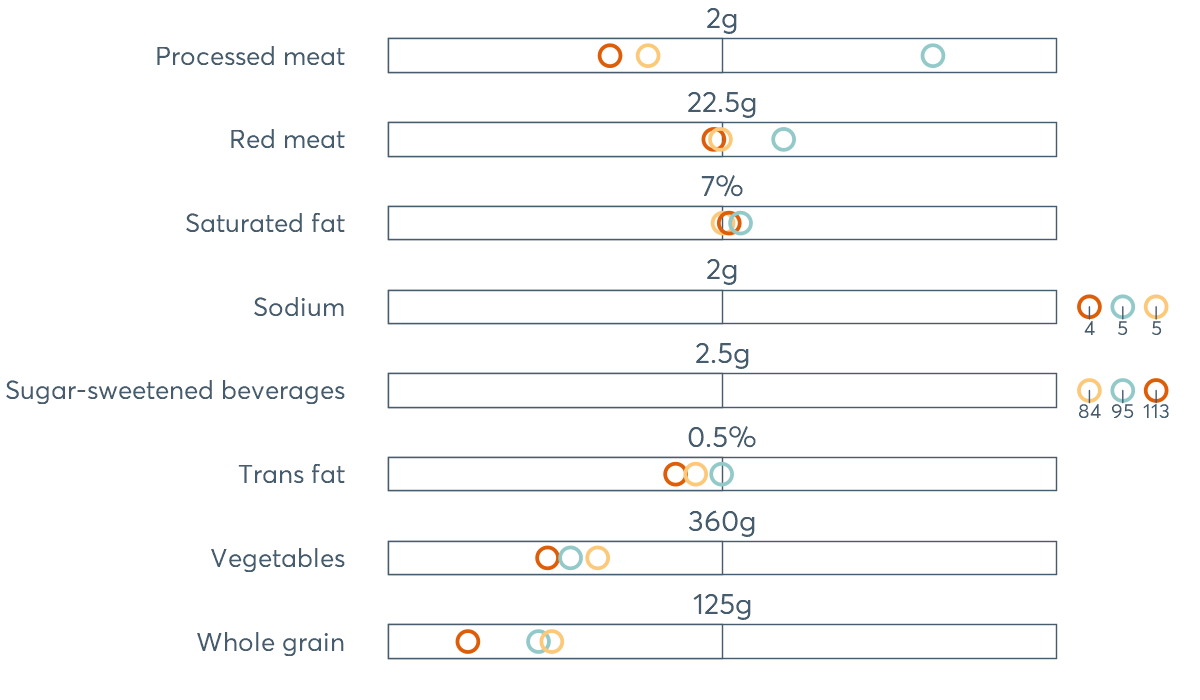 2g
Processed meat
22.5g
Red meat
7%
Saturated fat
2g
Sodium
4 5 5
2.5g
Sugar-sweetened beverages
84 95 113
0.5%
Trans fat
360g
Vegetables
125g
Whole grain